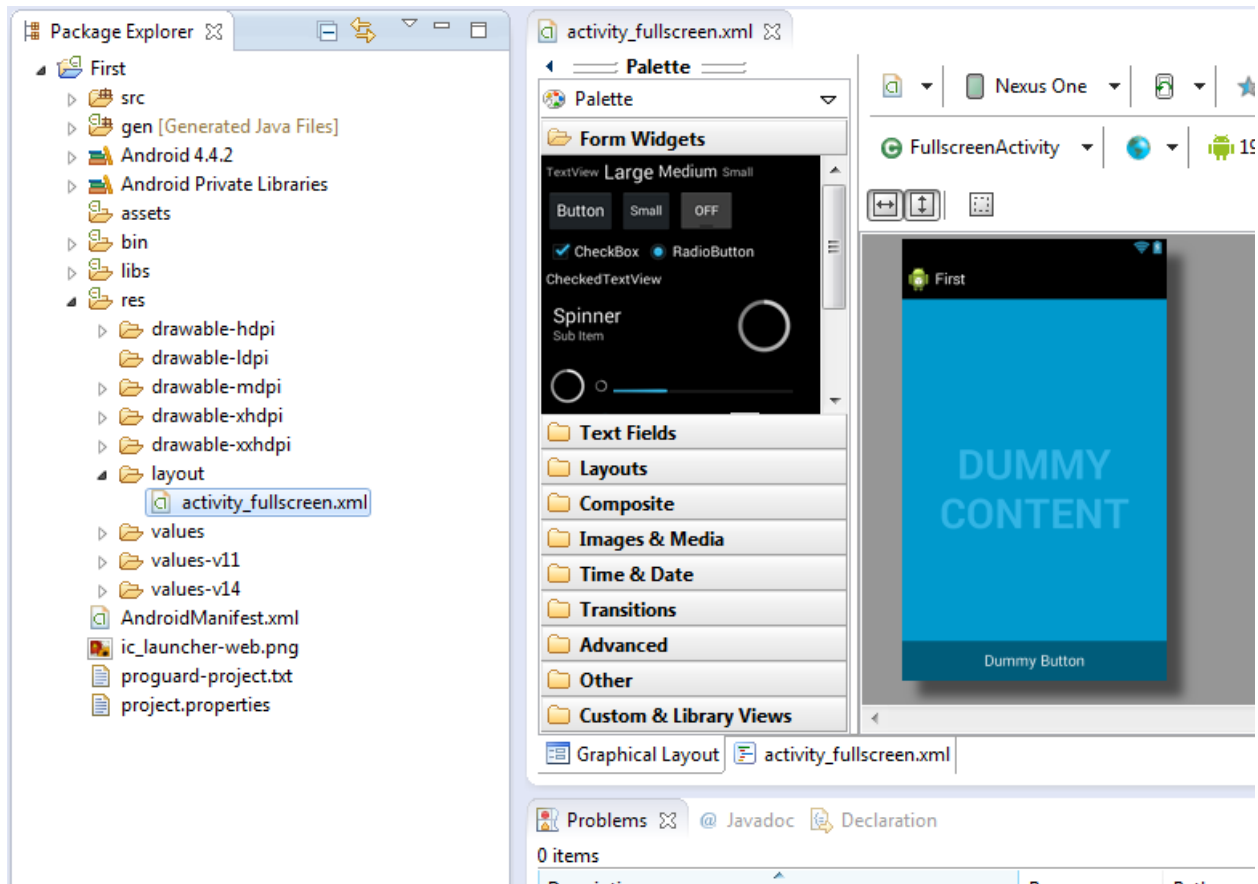 Package Explorer
First
src
gen [Generated Java Files]
Android 4.4.2
Android Private Libraries
assets
bin
libs
res
drawable-hdpi
drawable-ldpi
drawable-mdpi
drawable-xhdpi
drawable-xxhdpi
layout
activity_fullscreen.xml
values
values-v11
values-v14
AndroidManifest.xml
ic_launcher-web.png
proguard-project.txt
project.properties
activity_fullscreen.xml
Palette
Palette
Form Widgets
TextView Large Medium Small
Button Small OFF
CheckBox RadioButton
CheckedTextView
Spinner
Sub Item
Text Fields
Layouts
Composite
Images & Media
Time & Date
Transitions
Advanced
Other
Custom & Library Views
Nexus One
FullscreenActivity
19
First
DUMMY
CONTENT
Dummy Button
Graphical Layout
activity_fullscreen.xml
Problems @ Javadoc Declaration
0 items